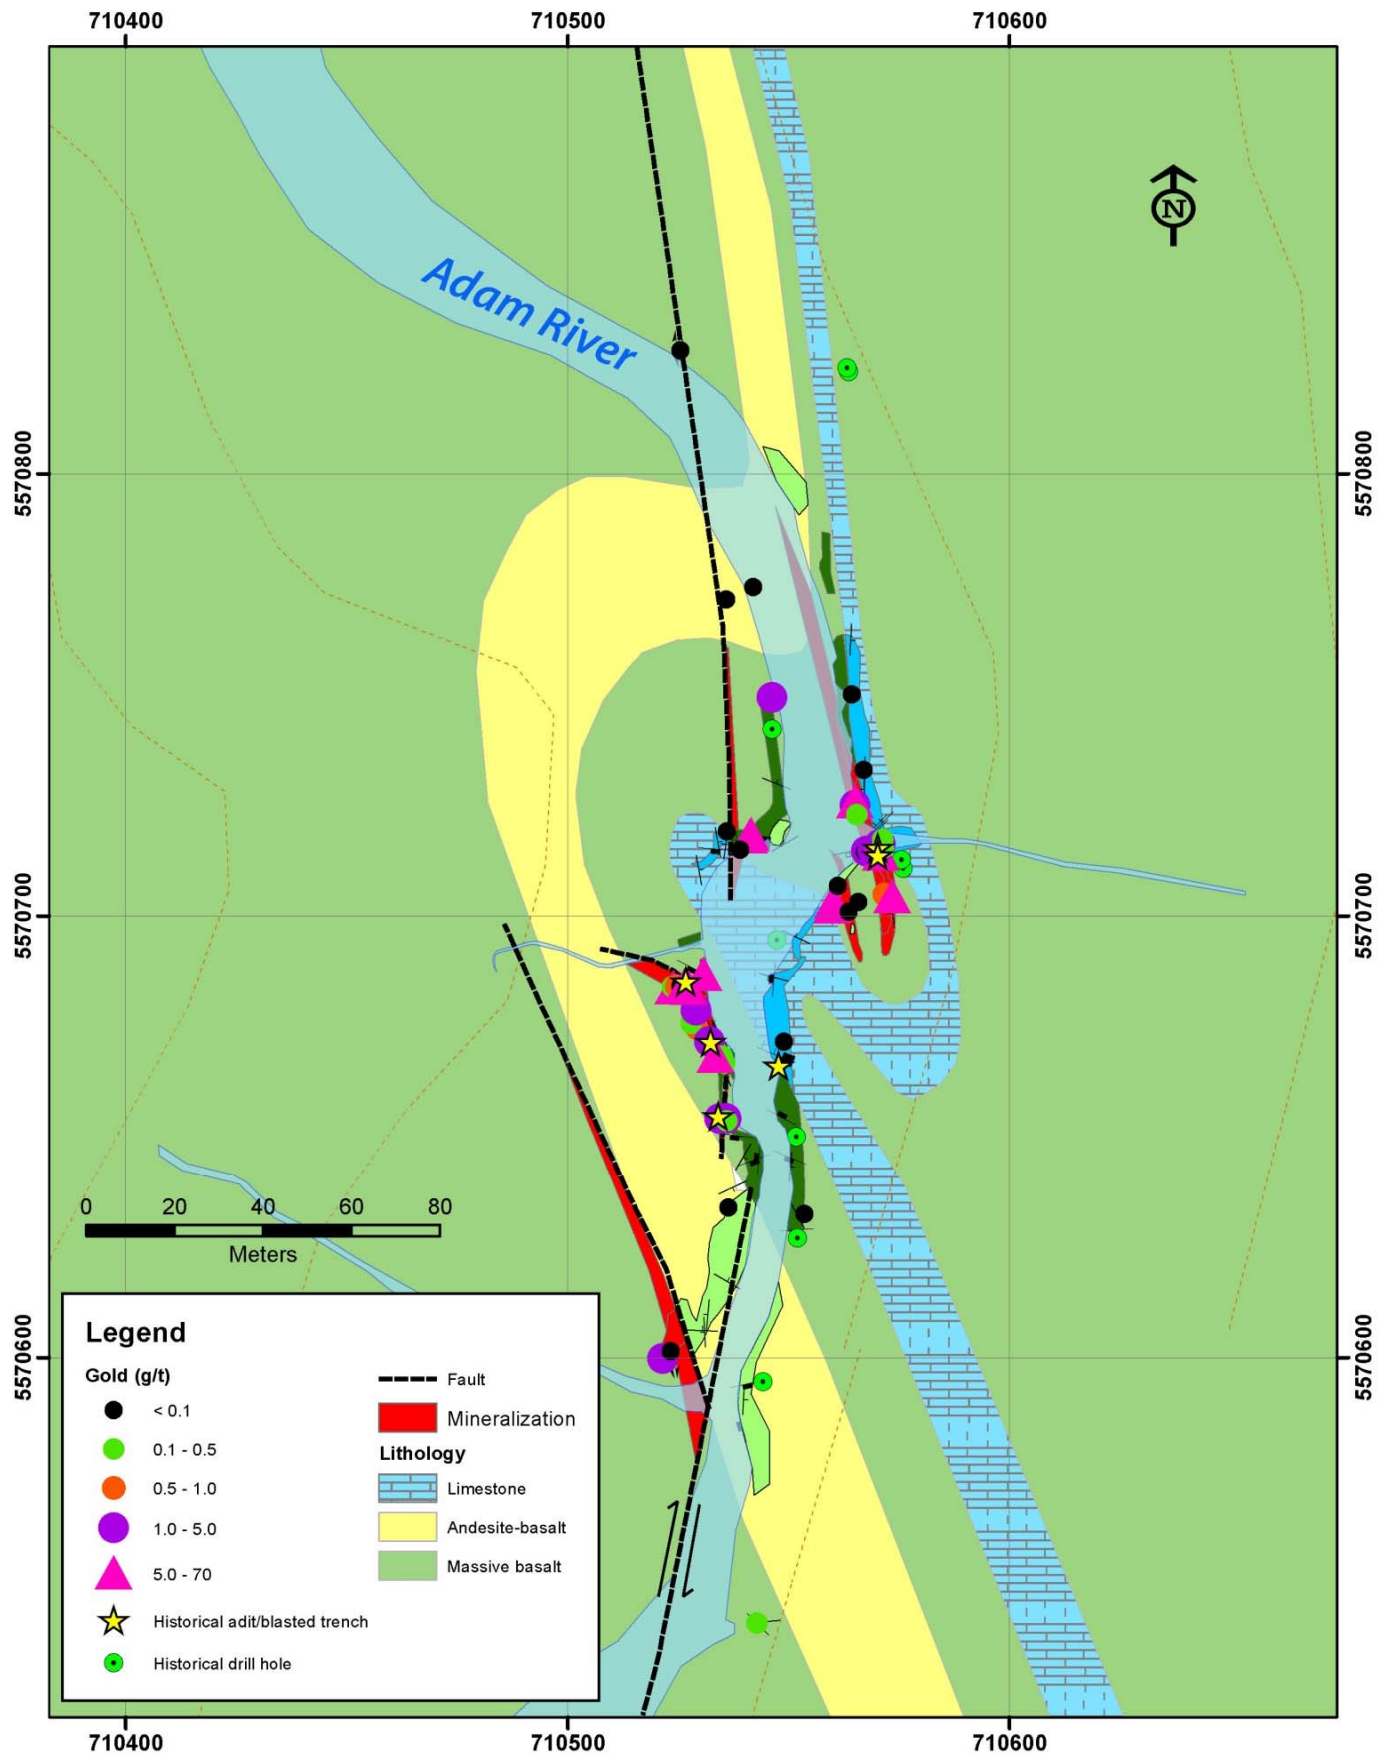 710400 710500 710600
N
Adam River
5570800 5570800
5570700 5570700
0 20 40 60 80
Meters
5570600 5570600
Legend
Gold (g/t)
< 0.1
0.1 - 0.5
0.5 - 1.0
1.0 - 5.0
5.0 - 70
Historical adit/blasted trench
Historical drill hole
Fault
Mineralization
Lithology
Limestone
Andesite-basalt
Massive basalt
710400 710500 710600